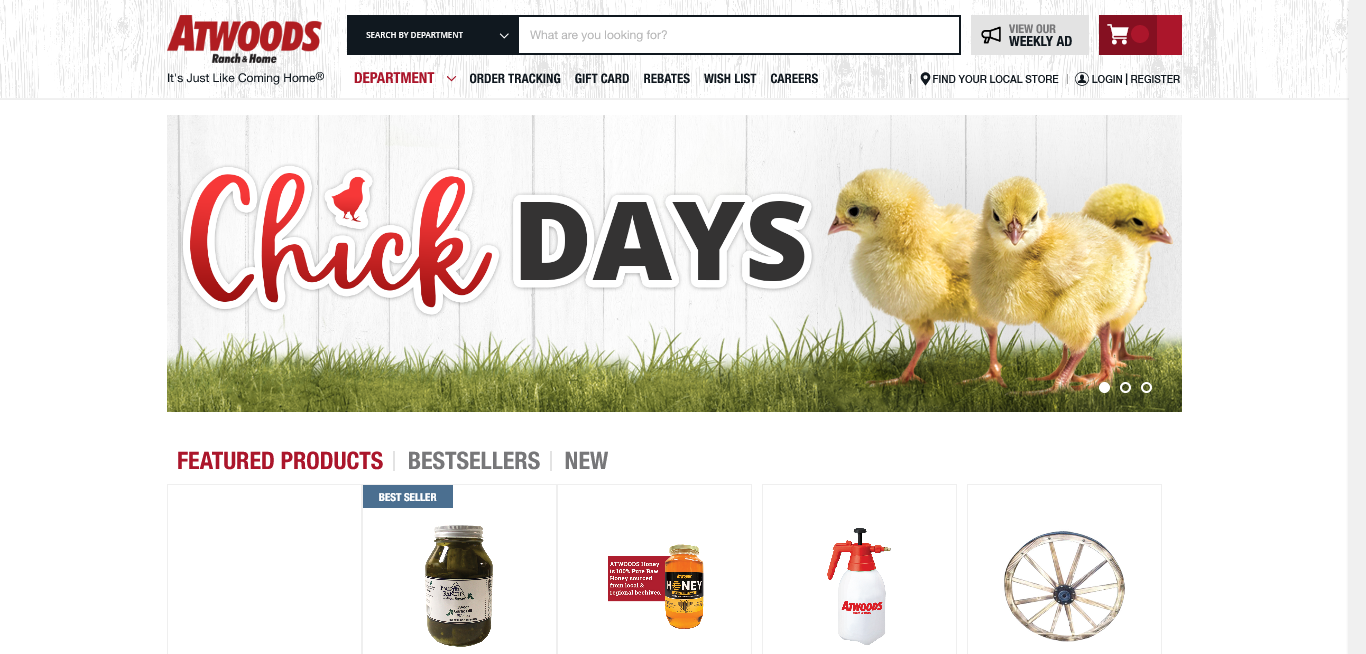 ATWOODS
Ranch & Home
It's Just Like Coming Home®
SEARCH BY DEPARTMENT
What are you looking for?
VIEW OUR
WEEKLY AD
DEPARTMENT
ORDER TRACKING
GIFT CARD
REBATES
WISH LIST
CAREERS
FIND YOUR LOCAL STORE
LOGIN | REGISTER
Chick DAYS
FEATURED PRODUCTS
BESTSELLERS
NEW
BEST SELLER
ATWOODS Honey
is 100% Pure Raw
Honey sourced
from local &
regional beehives.
HONEY
ATWOODS